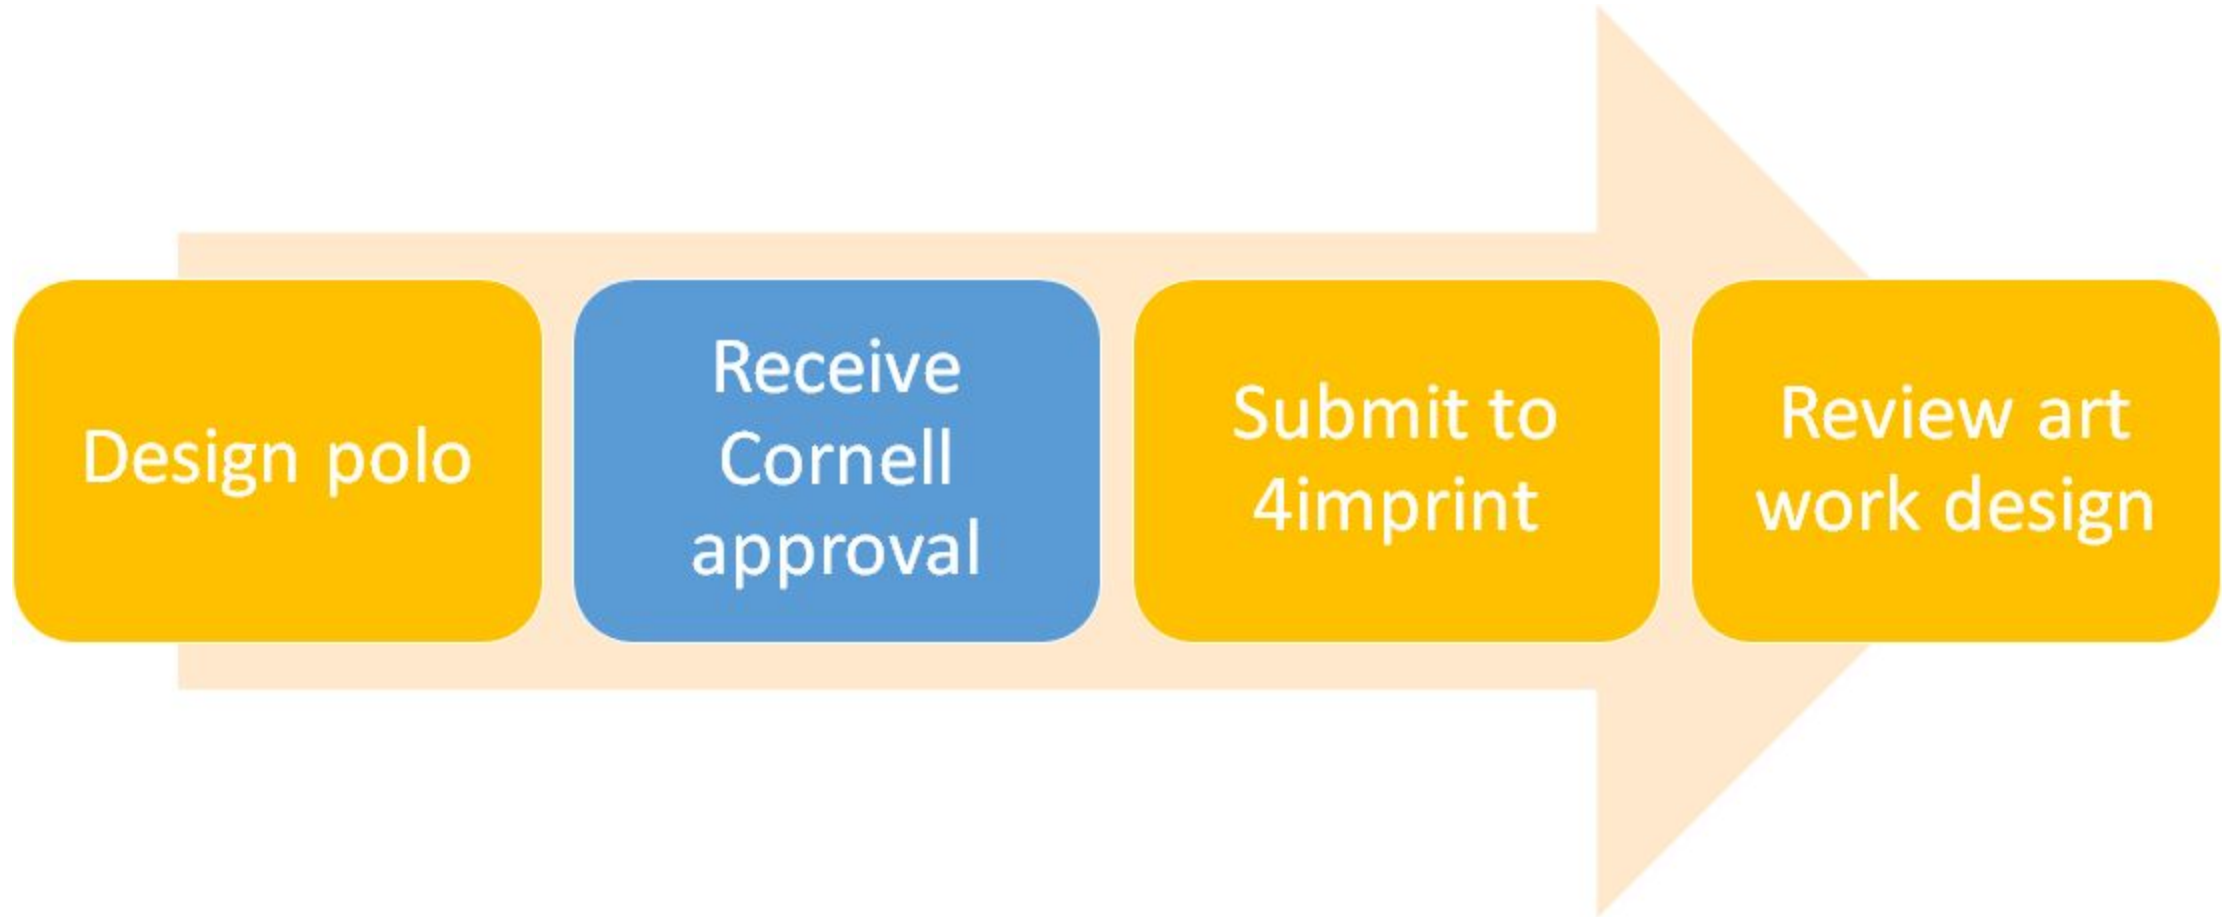 Design polo
Receive
Cornell
approval
Submit to
4imprint
Review art
work design